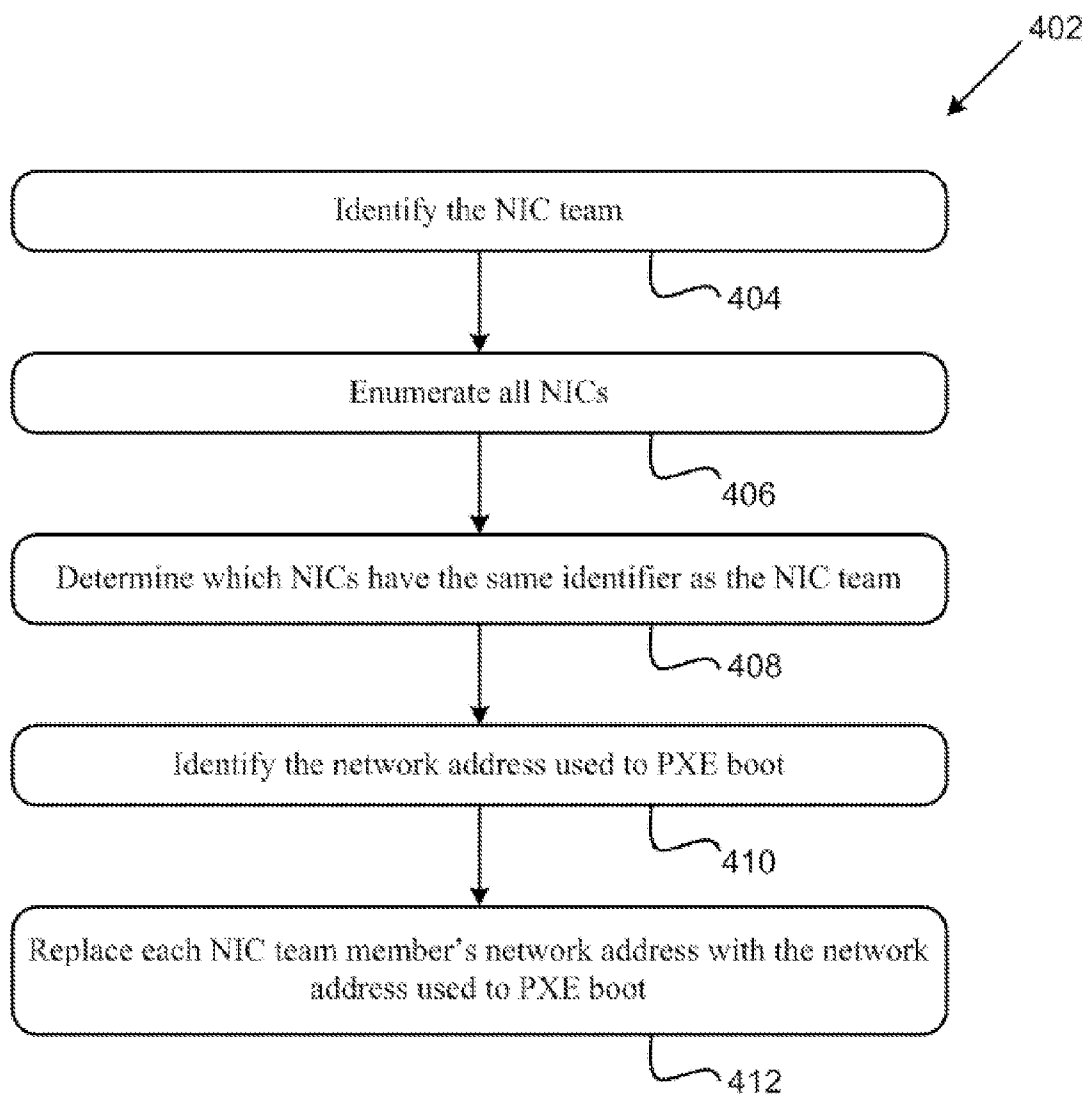 402
Identify the NIC team
404
Enumerate all NICs
406
Determine which NICs have the same identifier as the NIC team
408
Identify the network address used to PXE boot
410
Replace each NIC team member's network address with the network
address used to PXE boot
412